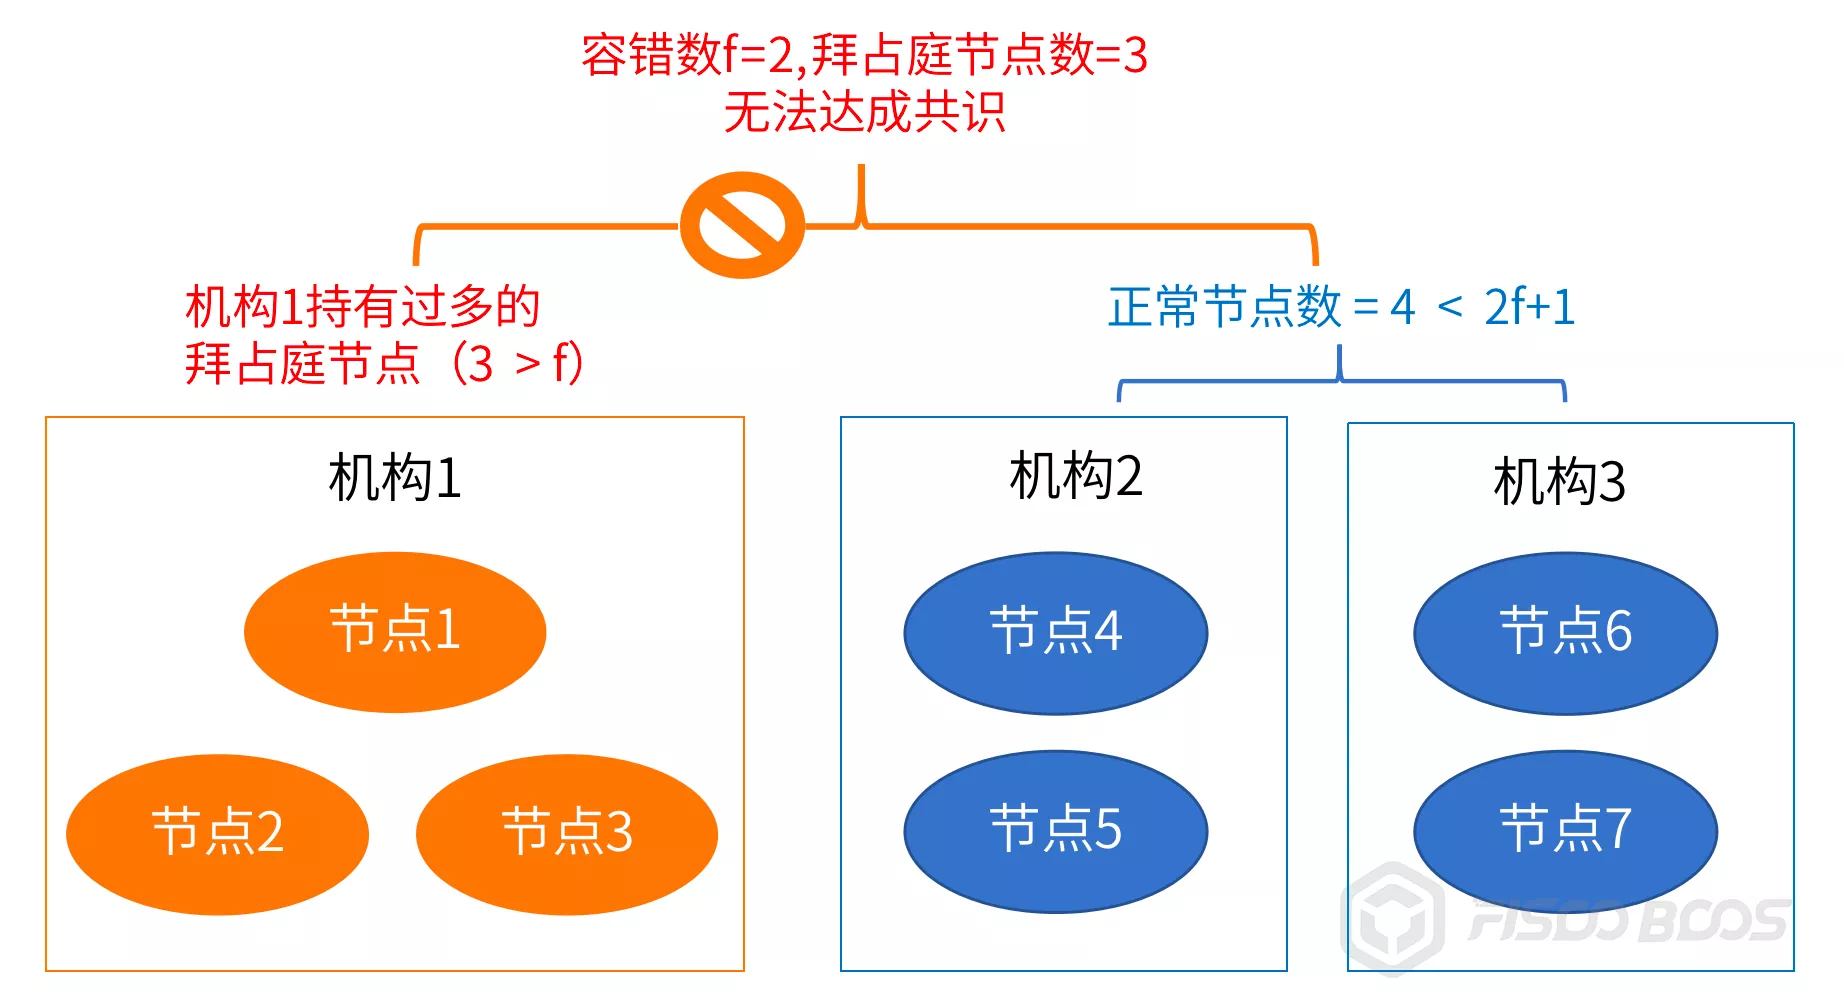 容错数f=2,拜占庭节点数=3
无法达成共识
机构1持有过多的
拜占庭节点（3 > f）
正常节点数 = 4 < 2f+1
机构1
机构2
机构3
节点1
节点4
节点6
节点2
节点3
节点5
节点7
FISCO BCOS